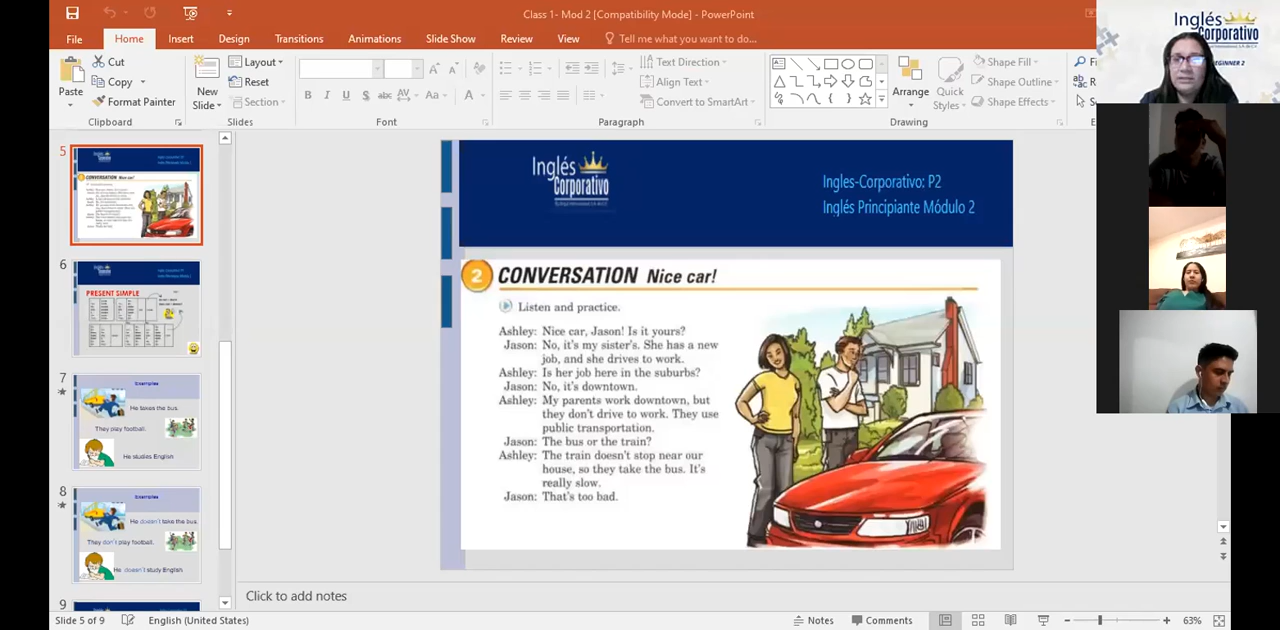 Class 1- Mod 2 [Compatibility Mode] - PowerPoint
File Home Insert Design Transitions Animations Slide Show Review View Tell me what you want to do...
Paste
Cut
Copy
Format Painter
Clipboard
New
Slide
Layout
Reset
Section
Slides
B I U S abc AV Aa A
Font
Text Direction
Align Text
Convert to SmartArt
Paragraph
Arrange
Quick
Styles
Shape Fill
Shape Outline
Shape Effects
Drawing
Inglés
Corporativo
BEGINNER 2
5
CONVERSATION Nice car!
6
PRESENT SIMPLE
7
Examples
He takes the bus.
They play football.
He studies English
8
Examples
He doesn't take the bus.
They don't play football.
He doesn't study English
9
Inglés
Corporativo
Ingles-Corporativo: P2
Inglés Principiante Módulo 2
2 CONVERSATION Nice car!
Listen and practice.
Ashley: Nice car, Jason! Is it yours?
Jason: No, it's my sister's. She has a new
job, and she drives to work.
Ashley: Is her job here in the suburbs?
Jason: No, it's downtown.
Ashley: My parents work downtown, but
they don't drive to work. They use
public transportation.
Jason: The bus or the train?
Ashley: The train doesn't stop near our
house, so they take the bus. It's
really slow.
Jason: That's too bad.
Click to add notes
Slide 5 of 9 English (United States) Notes Comments 63%